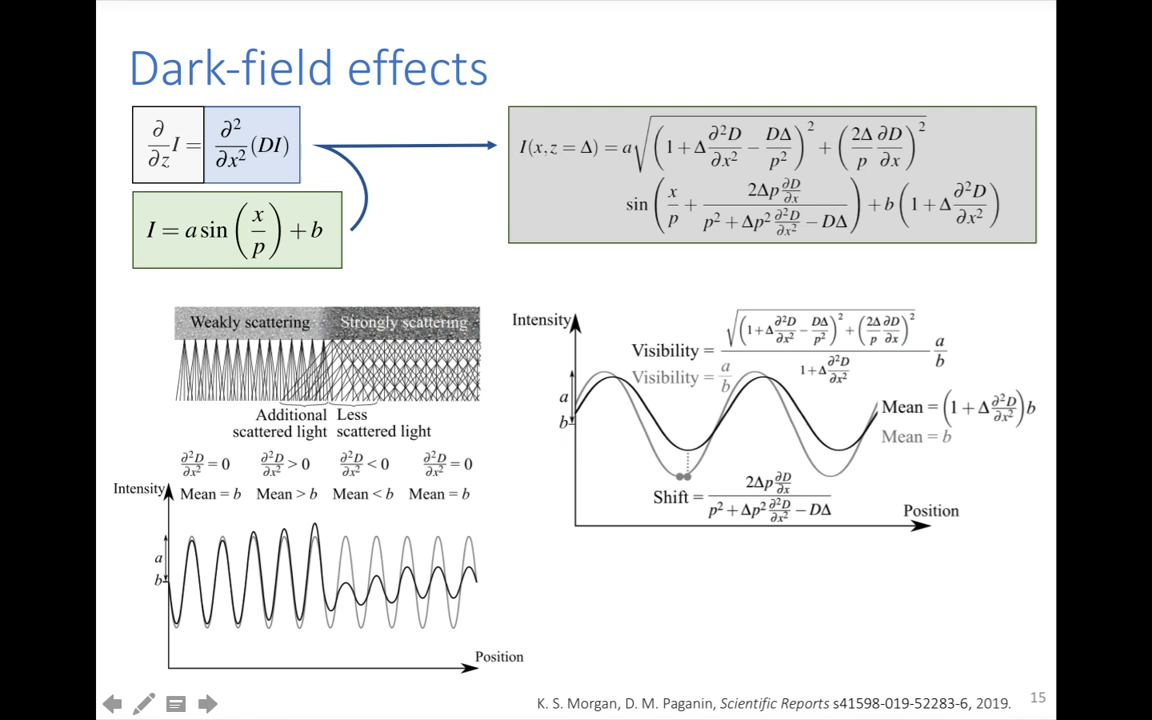 Dark-field effects
∂/∂z I = ∂²/∂x² (DI)
I = a sin (x/p) + b
I(x,z = Δ) = a√((1 + Δ ∂²D/∂x² − DΔ/p²)² + (2Δ/p ∂D/∂x)²)
sin (x/p + 2Δp ∂D/∂x / (p² + Δp² ∂²D/∂x² − DΔ)) + b (1 + Δ ∂²D/∂x²)
Weakly scattering Strongly scattering
Additional Less
scattered light scattered light
∂²D/∂x² = 0 ∂²D/∂x² > 0 ∂²D/∂x² < 0 ∂²D/∂x² = 0
Intensity Mean = b Mean > b Mean < b Mean = b
a
b
Position
Intensity
Visibility = √((1+Δ ∂²D/∂x² − DΔ/p²)² + (2Δ/p ∂D/∂x)²) / (1+Δ ∂²D/∂x²) a/b
Visibility = a/b
a
b
Mean = (1+Δ ∂²D/∂x²) b
Mean = b
Shift = 2Δp ∂D/∂x / (p² + Δp² ∂²D/∂x² − DΔ)
Position
K. S. Morgan, D. M. Paganin, Scientific Reports s41598-019-52283-6, 2019.
15